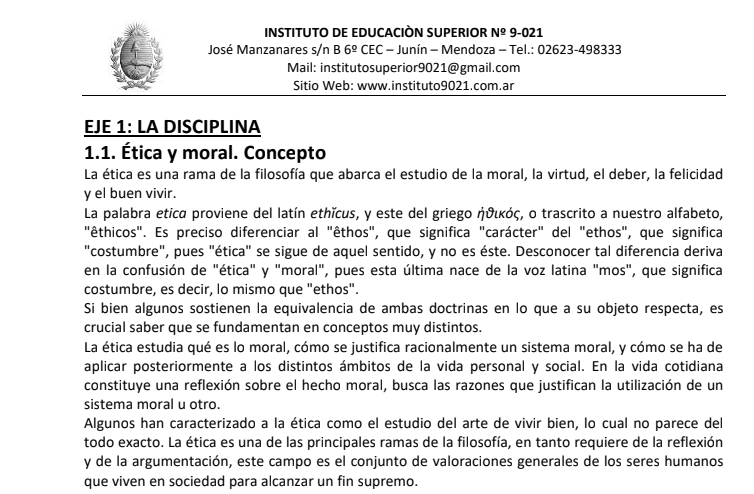 INSTITUTO DE EDUCACIÒN SUPERIOR Nº 9-021
José Manzanares s/n B 6º CEC – Junín – Mendoza – Tel.: 02623-498333
Mail: institutosuperior9021@gmail.com
Sitio Web: www.instituto9021.com.ar
EJE 1: LA DISCIPLINA
1.1. Ética y moral. Concepto
La ética es una rama de la filosofía que abarca el estudio de la moral, la virtud, el deber, la felicidad
y el buen vivir.
La palabra etica proviene del latín ethĭcus, y este del griego ἠθικός, o trascrito a nuestro alfabeto,
"êthicos". Es preciso diferenciar al "êthos", que significa "carácter" del "ethos", que significa
"costumbre", pues "ética" se sigue de aquel sentido, y no es éste. Desconocer tal diferencia deriva
en la confusión de "ética" y "moral", pues esta última nace de la voz latina "mos", que significa
costumbre, es decir, lo mismo que "ethos".
Si bien algunos sostienen la equivalencia de ambas doctrinas en lo que a su objeto respecta, es
crucial saber que se fundamentan en conceptos muy distintos.
La ética estudia qué es lo moral, cómo se justifica racionalmente un sistema moral, y cómo se ha de
aplicar posteriormente a los distintos ámbitos de la vida personal y social. En la vida cotidiana
constituye una reflexión sobre el hecho moral, busca las razones que justifican la utilización de un
sistema moral u otro.
Algunos han caracterizado a la ética como el estudio del arte de vivir bien, lo cual no parece del
todo exacto. La ética es una de las principales ramas de la filosofía, en tanto requiere de la reflexión
y de la argumentación, este campo es el conjunto de valoraciones generales de los seres humanos
que viven en sociedad para alcanzar un fin supremo.